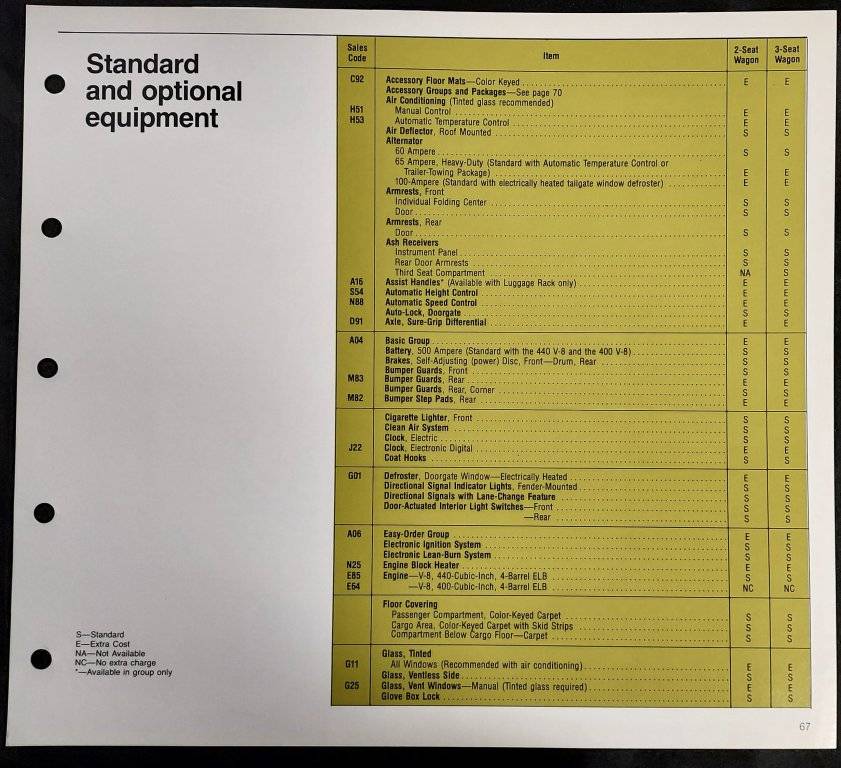 Standard
and optional
equipment
Sales Code Item 2-Seat Wagon 3-Seat Wagon
C92 Accessory Floor Mats—Color Keyed E E
Accessory Groups and Packages—See page 70
Air Conditioning (Tinted glass recommended)
H51 Manual Control E E
H53 Automatic Temperature Control E E
Air Deflector, Roof Mounted S S
Alternator
60 Ampere S S
65 Ampere, Heavy-Duty (Standard with Automatic Temperature Control or
Trailer-Towing Package) E E
100-Ampere (Standard with electrically heated tailgate window defroster) E E
Armrests, Front
Individual Folding Center S S
Door S S
Armrests, Rear
Door S S
Ash Receivers
Instrument Panel S S
Rear Door Armrests S S
Third Seat Compartment NA S
A16 Assist Handles* (Available with Luggage Rack only) E E
S54 Automatic Height Control E E
N88 Automatic Speed Control E E
Auto-Lock, Doorgate S S
D91 Axle, Sure-Grip Differential E E
A04 Basic Group E E
Battery, 500 Ampere (Standard with the 440 V-8 and the 400 V-8) S S
Brakes, Self-Adjusting (power) Disc, Front—Drum, Rear S S
Bumper Guards, Front S S
M83 Bumper Guards, Rear E E
Bumper Guards, Rear, Corner S S
M82 Bumper Step Pads, Rear E E
Cigarette Lighter, Front S S
Clean Air System S S
Clock, Electric S S
J22 Clock, Electronic Digital E E
Coat Hooks S S
G01 Defroster, Doorgate Window—Electrically Heated E E
Directional Signal Indicator Lights, Fender-Mounted S S
Directional Signals with Lane-Change Feature S S
Door-Actuated Interior Light Switches—Front S S
—Rear S S
A06 Easy-Order Group E E
Electronic Ignition System S S
Electronic Lean-Burn System S S
N25 Engine Block Heater E E
E85 Engine—V-8, 440-Cubic-Inch, 4-Barrel ELB S S
E64 —V-8, 400-Cubic-Inch, 4-Barrel ELB NC NC
Floor Covering
Passenger Compartment, Color-Keyed Carpet S S
Cargo Area, Color-Keyed Carpet with Skid Strips S S
Compartment Below Cargo Floor—Carpet S S
Glass, Tinted
G11 All Windows (Recommended with air conditioning) E E
Glass, Ventless Side S S
G25 Glass, Vent Windows—Manual (Tinted glass required) E E
Glove Box Lock S S
S—Standard
E—Extra Cost
NA—Not Available
NC—No extra charge
*—Available in group only
67